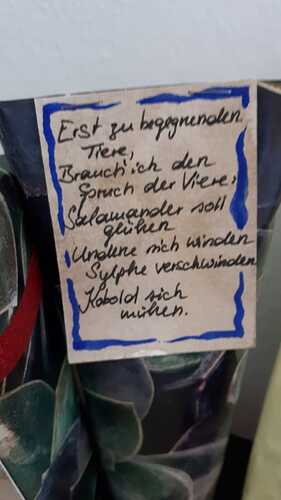 Erst zu begegnenden
Tiere,
Brauch ich den
Spruch der Viere:
Salamander soll
glühen
Undene sich winden
Sylphe verschwinden
Kobold sich
mühen.